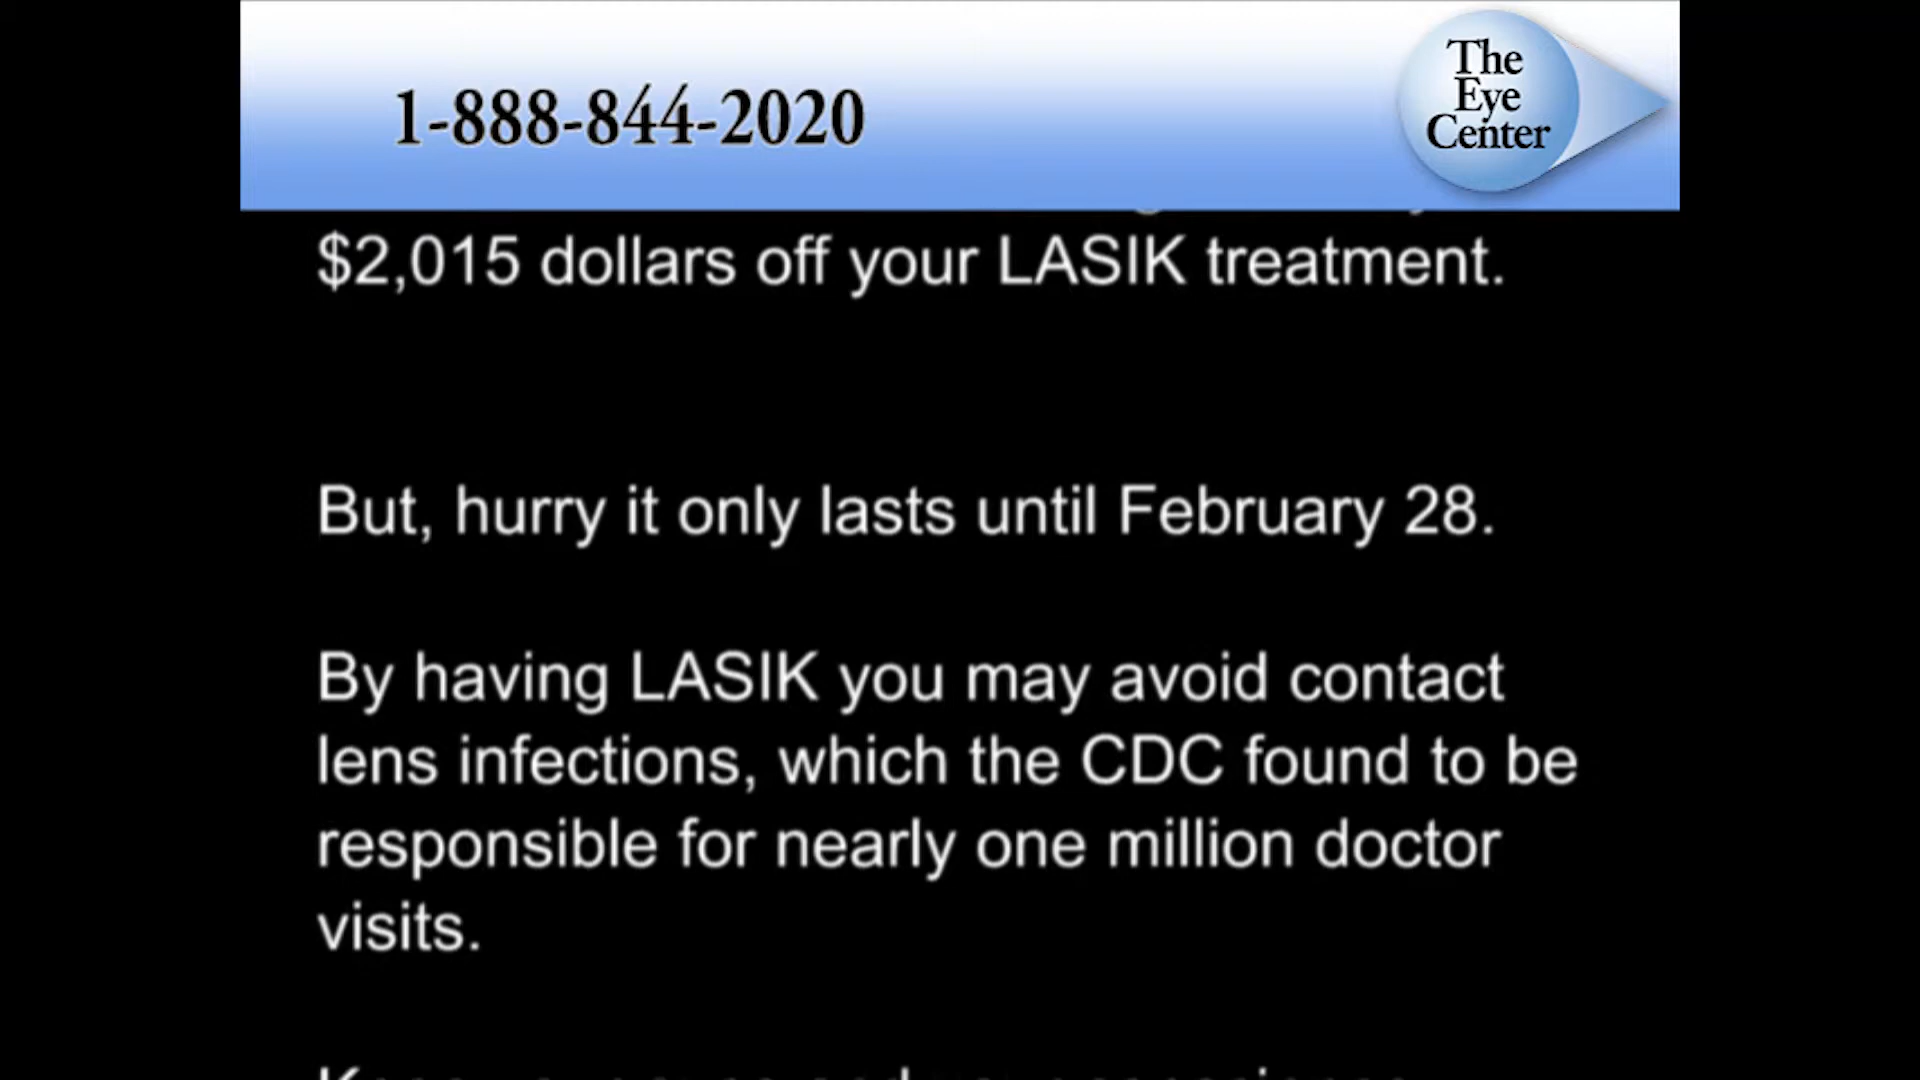 1-888-844-2020
The
Eye
Center
$2,015 dollars off your LASIK treatment.
But, hurry it only lasts until February 28.
By having LASIK you may avoid contact
lens infections, which the CDC found to be
responsible for nearly one million doctor
visits.